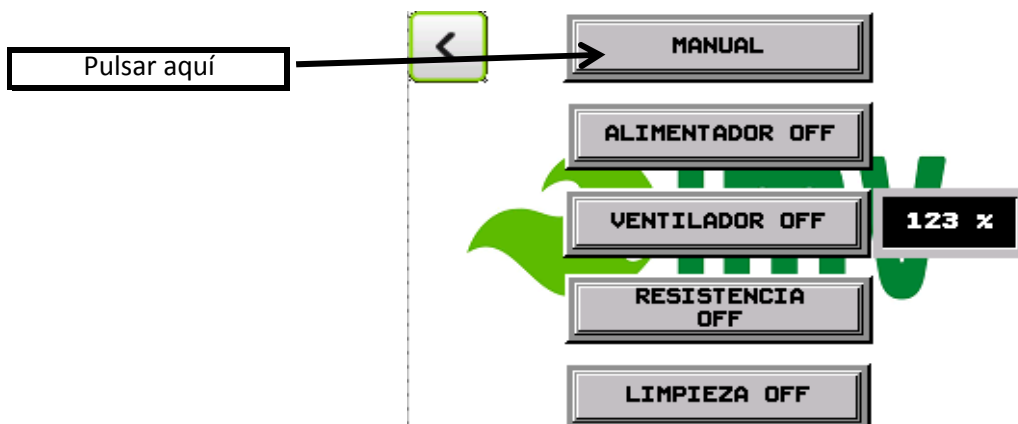 <
MANUAL
Pulsar aquí
ALIMENTADOR OFF
VENTILADOR OFF
123 %
RESISTENCIA
OFF
LIMPIEZA OFF